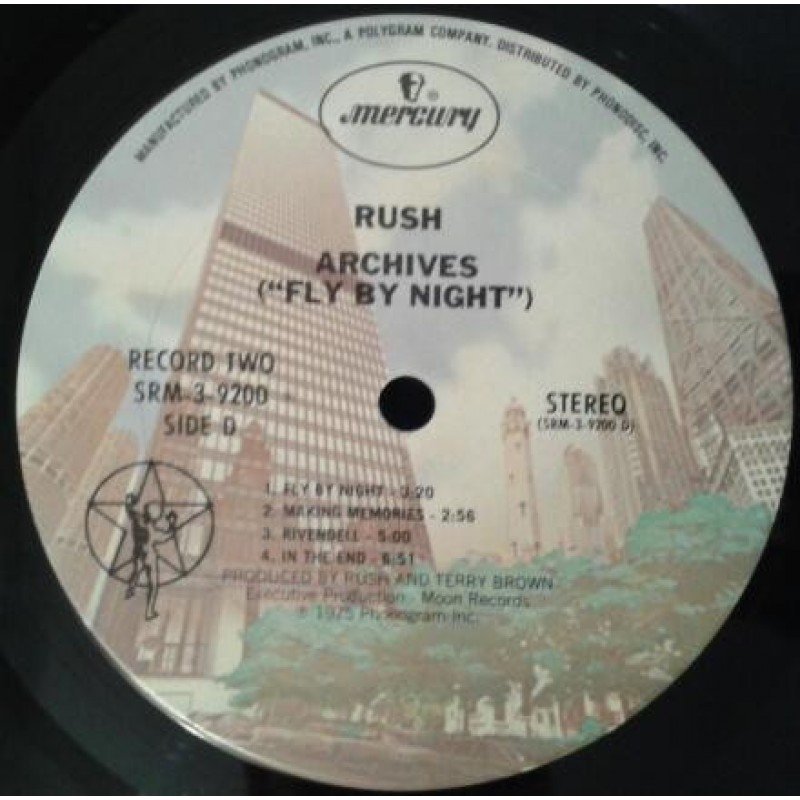 MANUFACTURED BY PHONOGRAM, INC., A POLYGRAM COMPANY. DISTRIBUTED BY PHONODISC, INC.
mercury ®
RUSH
ARCHIVES
("FLY BY NIGHT")
RECORD TWO
SRM-3-9200
SIDE D
STEREO
(SRM-3-9200 D)
1. FLY BY NIGHT - 3:20
2. MAKING MEMORIES - 2:56
3. RIVENDELL - 5:00
4. IN THE END - 6:51
PRODUCED BY RUSH AND TERRY BROWN
Executive Production - Moon Records
℗ 1975 Phonogram Inc.